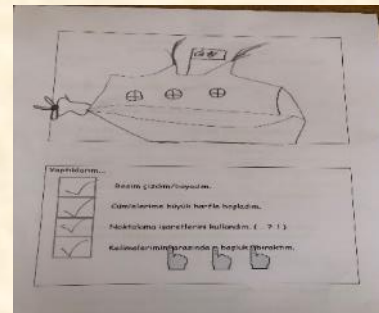 Yaptıklarım...
Resim çizdim/boyadım.
Cümlelerime büyük harfle başladım.
Noktalama işaretlerini kullandım. ( . ? ! )
Kelimelerimin arasında boşluk bıraktım.